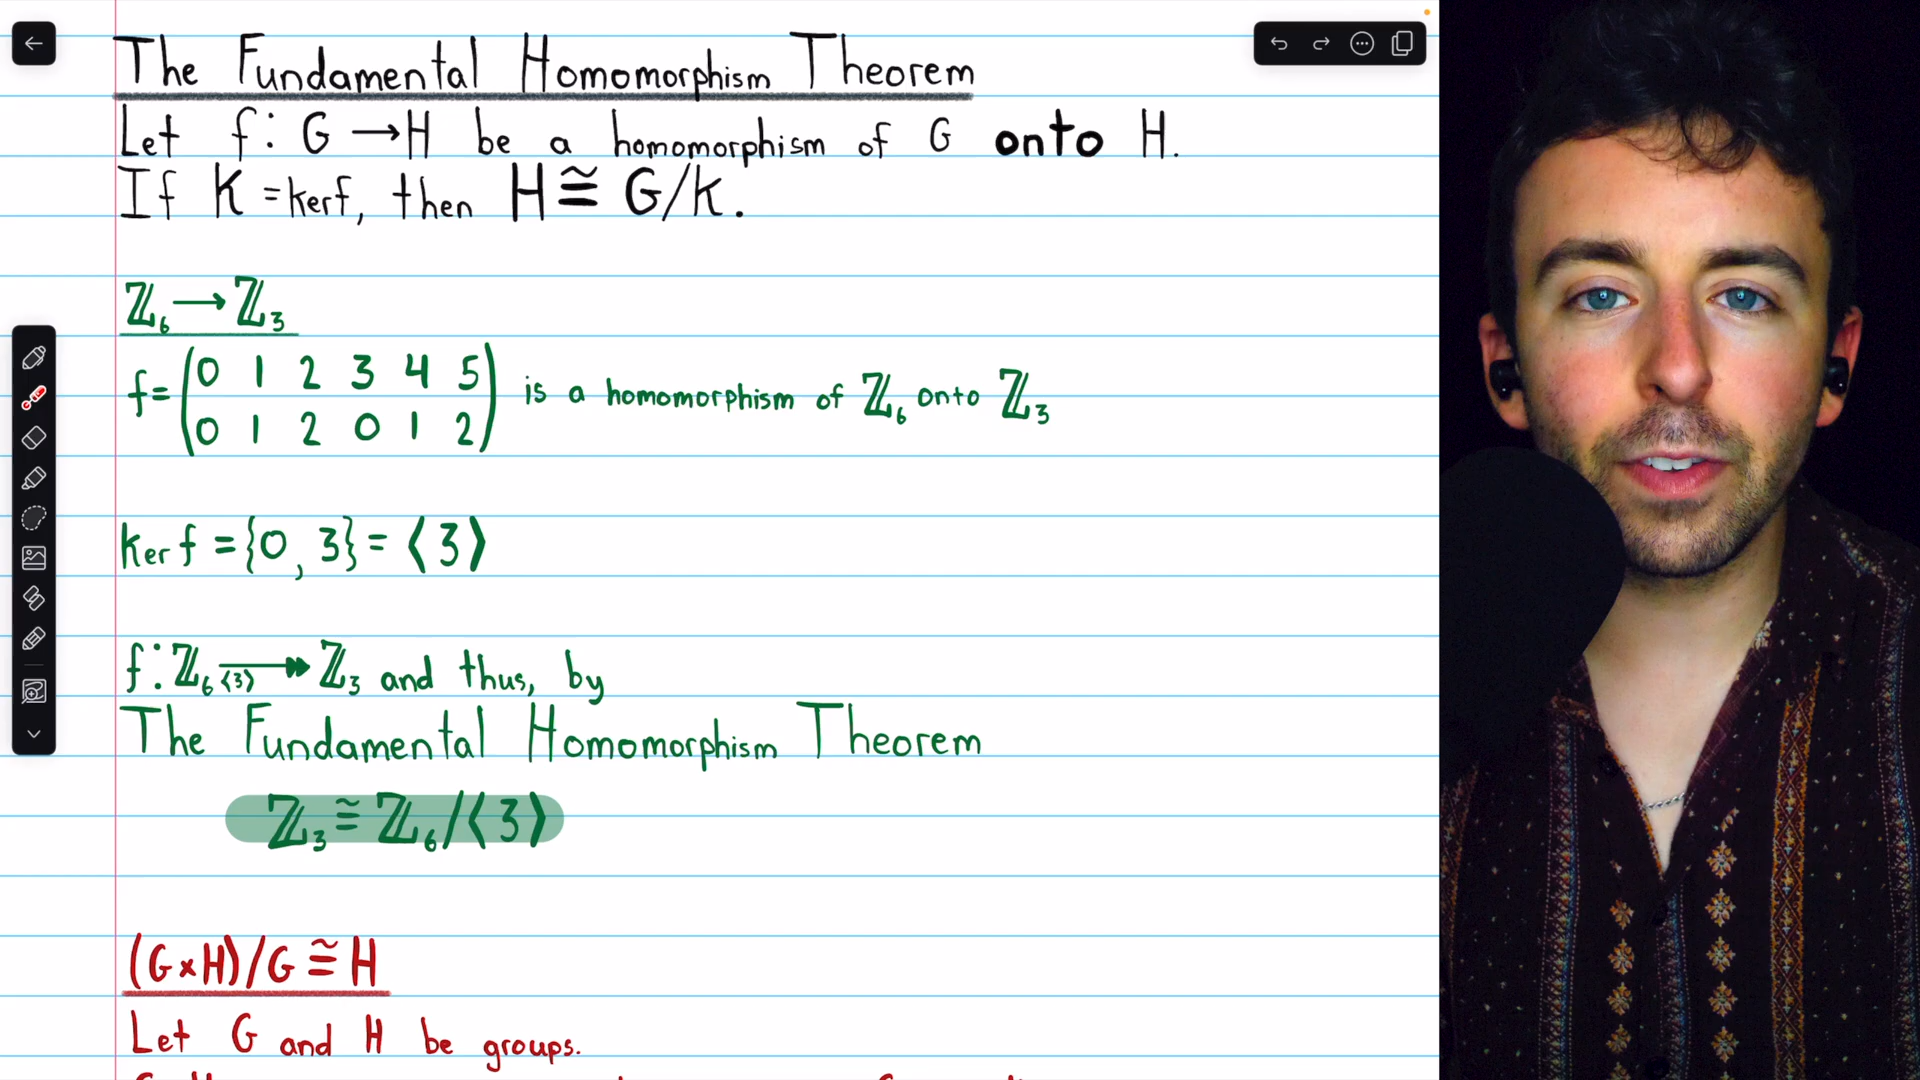 The Fundamental Homomorphism Theorem
Let f: G → H be a homomorphism of G onto H.
If K = ker f, then H ≅ G/K.
ℤ₆ → ℤ₃
f = (0 1 2 3 4 5
0 1 2 0 1 2) is a homomorphism of ℤ₆ onto ℤ₃
ker f = {0, 3} = ⟨3⟩
f: ℤ₆ ↠ ℤ₃ and thus, by
⟨3⟩
The Fundamental Homomorphism Theorem
ℤ₃ ≅ ℤ₆/⟨3⟩
(G×H)/G ≅ H
Let G and H be groups.